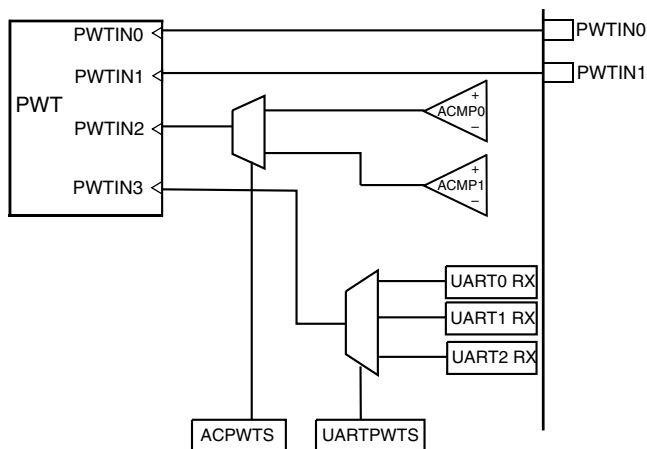 PWT
PWTIN0
PWTIN1
PWTIN2
PWTIN3
PWTIN0
PWTIN1
+
ACMP0
−
+
ACMP1
−
UART0 RX
UART1 RX
UART2 RX
ACPWTS
UARTPWTS